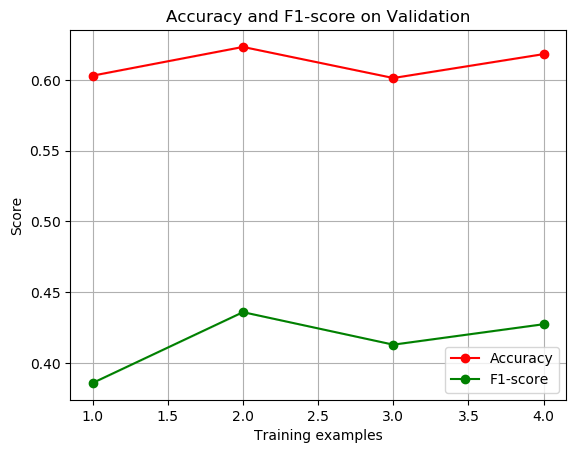 Accuracy and F1-score on Validation
0.60
0.55
0.50
0.45
0.40
Score
1.0 1.5 2.0 2.5 3.0 3.5 4.0
Training examples
Accuracy
F1-score